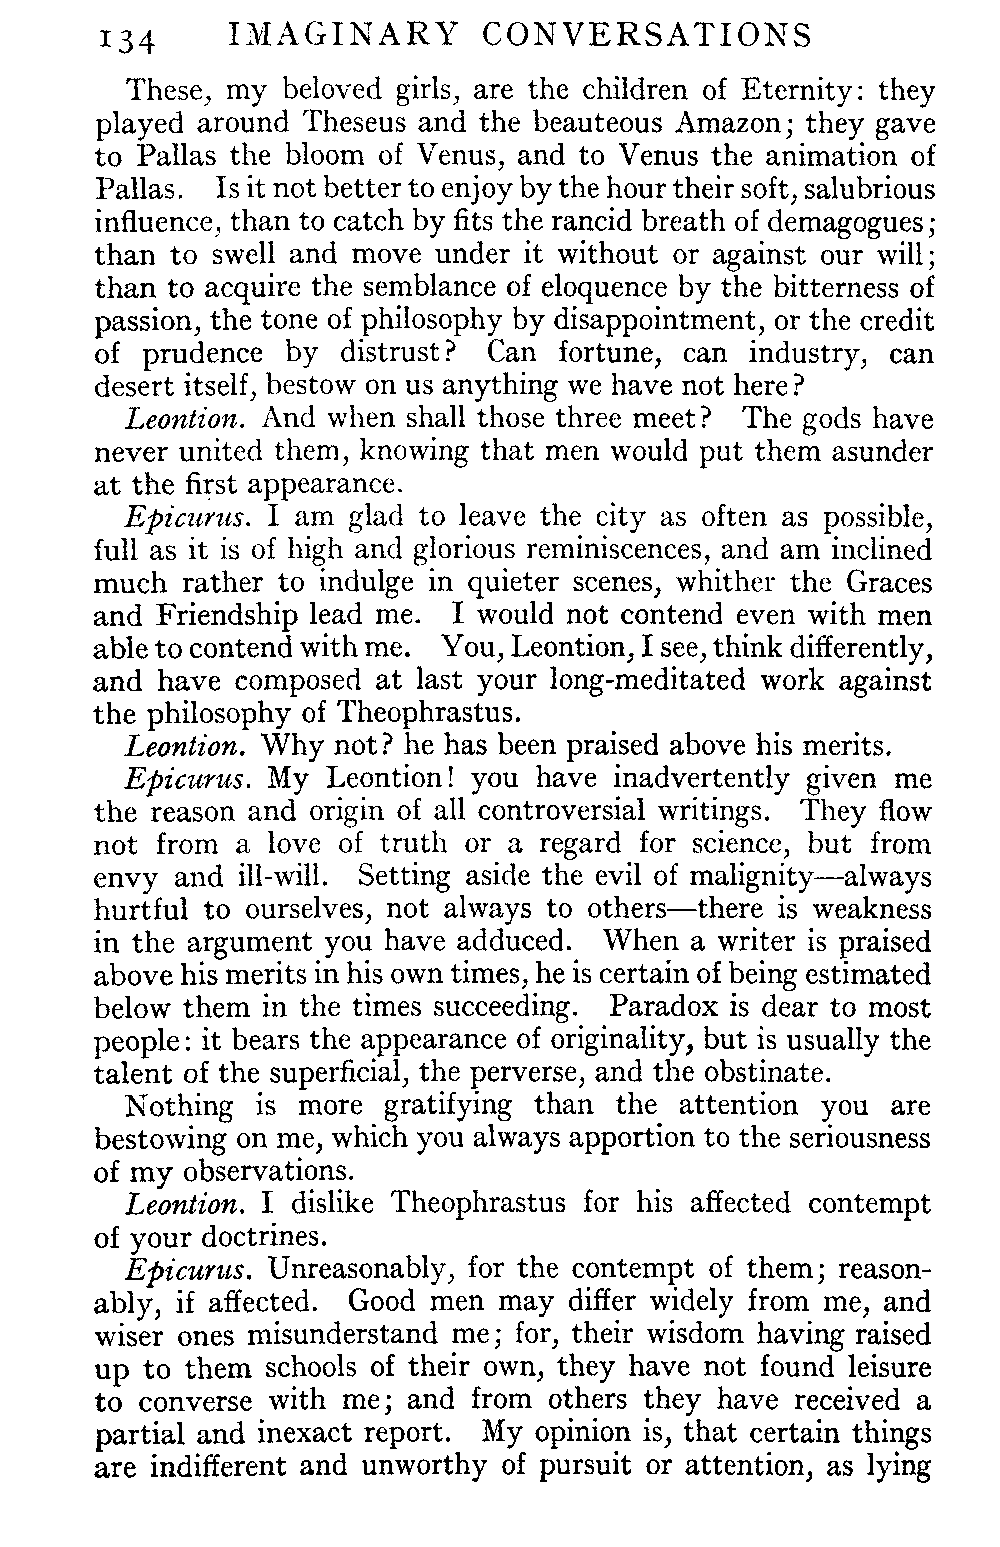 134 IMAGINARY CONVERSATIONS
These, my beloved girls, are the children of Eternity: they
played around Theseus and the beauteous Amazon; they gave
to Pallas the bloom of Venus, and to Venus the animation of
Pallas. Is it not better to enjoy by the hour their soft, salubrious
influence, than to catch by fits the rancid breath of demagogues;
than to swell and move under it without or against our will;
than to acquire the semblance of eloquence by the bitterness of
passion, the tone of philosophy by disappointment, or the credit
of prudence by distrust? Can fortune, can industry, can
desert itself, bestow on us anything we have not here?
Leontion. And when shall those three meet? The gods have
never united them, knowing that men would put them asunder
at the first appearance.
Epicurus. I am glad to leave the city as often as possible,
full as it is of high and glorious reminiscences, and am inclined
much rather to indulge in quieter scenes, whither the Graces
and Friendship lead me. I would not contend even with men
able to contend with me. You, Leontion, I see, think differently,
and have composed at last your long-meditated work against
the philosophy of Theophrastus.
Leontion. Why not? he has been praised above his merits.
Epicurus. My Leontion! you have inadvertently given me
the reason and origin of all controversial writings. They flow
not from a love of truth or a regard for science, but from
envy and ill-will. Setting aside the evil of malignity—always
hurtful to ourselves, not always to others—there is weakness
in the argument you have adduced. When a writer is praised
above his merits in his own times, he is certain of being estimated
below them in the times succeeding. Paradox is dear to most
people: it bears the appearance of originality, but is usually the
talent of the superficial, the perverse, and the obstinate.
Nothing is more gratifying than the attention you are
bestowing on me, which you always apportion to the seriousness
of my observations.
Leontion. I dislike Theophrastus for his affected contempt
of your doctrines.
Epicurus. Unreasonably, for the contempt of them; reason-
ably, if affected. Good men may differ widely from me, and
wiser ones misunderstand me; for, their wisdom having raised
up to them schools of their own, they have not found leisure
to converse with me; and from others they have received a
partial and inexact report. My opinion is, that certain things
are indifferent and unworthy of pursuit or attention, as lying